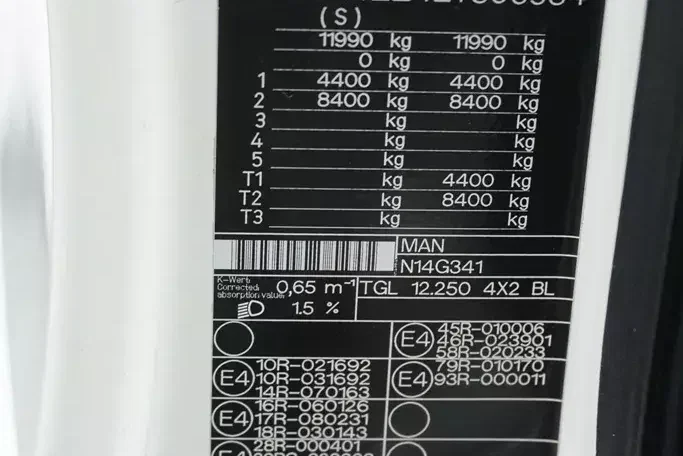 (S)
11990 kg 11990 kg
0 kg 0 kg
1 4400 kg 4400 kg
2 8400 kg 8400 kg
3 kg kg
4 kg kg
5 kg kg
T1 kg 4400 kg
T2 kg 8400 kg
T3 kg kg
MAN
N14G341
K-Wert
Corrected
absorption value 0,65 m⁻¹
TGL 12.250 4X2 BL
1.5 %
E4 45R-010006
46R-023901
58R-020233
E4 10R-021692
10R-031692
14R-070163
E4 79R-010170
93R-000011
E4 16R-060126
17R-080231
18R-030143
E4 28R-000401